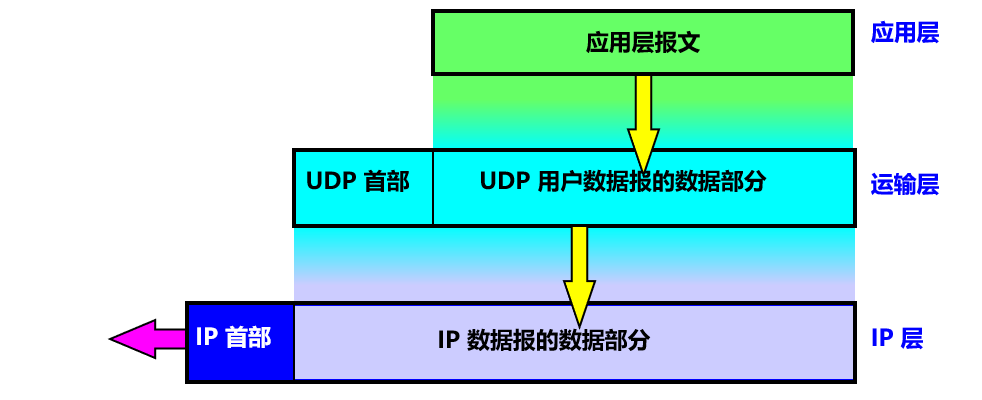 应用层报文
应用层
UDP 首部
UDP 用户数据报的数据部分
运输层
IP 首部
IP 数据报的数据部分
IP 层